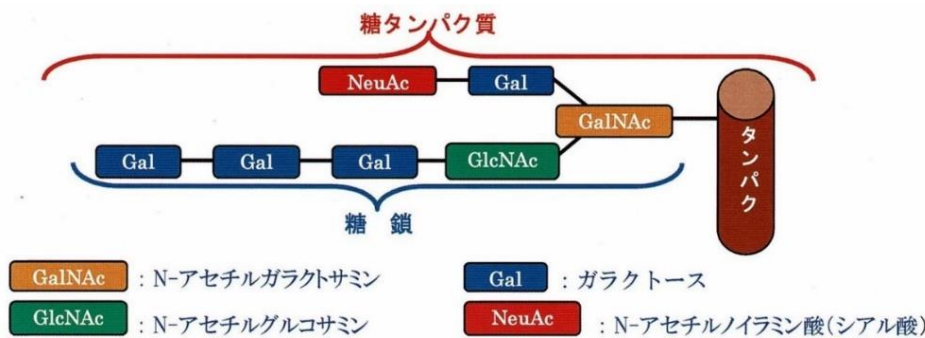 糖タンパク質
NeuAc Gal
GalNAc
Gal Gal Gal GlcNAc
タンパク
糖 鎖
GalNAc : N-アセチルガラクトサミン
Gal : ガラクトース
GlcNAc : N-アセチルグルコサミン
NeuAc : N-アセチルノイラミン酸(シアル酸)